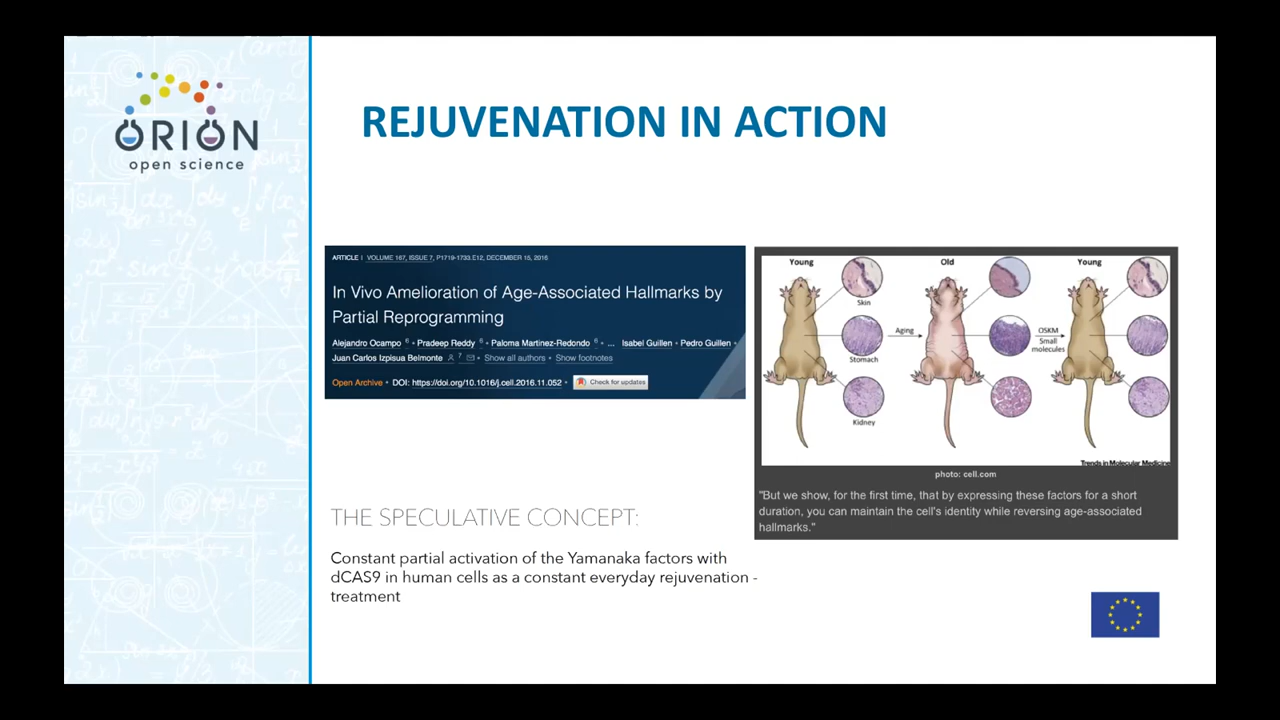 ORION
open science
REJUVENATION IN ACTION
ARTICLE | VOLUME 167, ISSUE 7, P1719-1733.E12, DECEMBER 15, 2016
In Vivo Amelioration of Age-Associated Hallmarks by
Partial Reprogramming
Alejandro Ocampo 6 • Pradeep Reddy 6 • Paloma Martinez-Redondo 6 • ... Isabel Guillen • Pedro Guillen •
Juan Carlos Izpisua Belmonte 7 • Show all authors • Show footnotes
Open Archive • DOI: https://doi.org/10.1016/j.cell.2016.11.052 • Check for updates
Young
Old
Young
Skin
Aging
OSKM
Small
molecules
Stomach
Kidney
Trends in Molecular Medicine
photo: cell.com
"But we show, for the first time, that by expressing these factors for a short
duration, you can maintain the cell's identity while reversing age-associated
hallmarks."
THE SPECULATIVE CONCEPT:
Constant partial activation of the Yamanaka factors with
dCAS9 in human cells as a constant everyday rejuvenation -
treatment